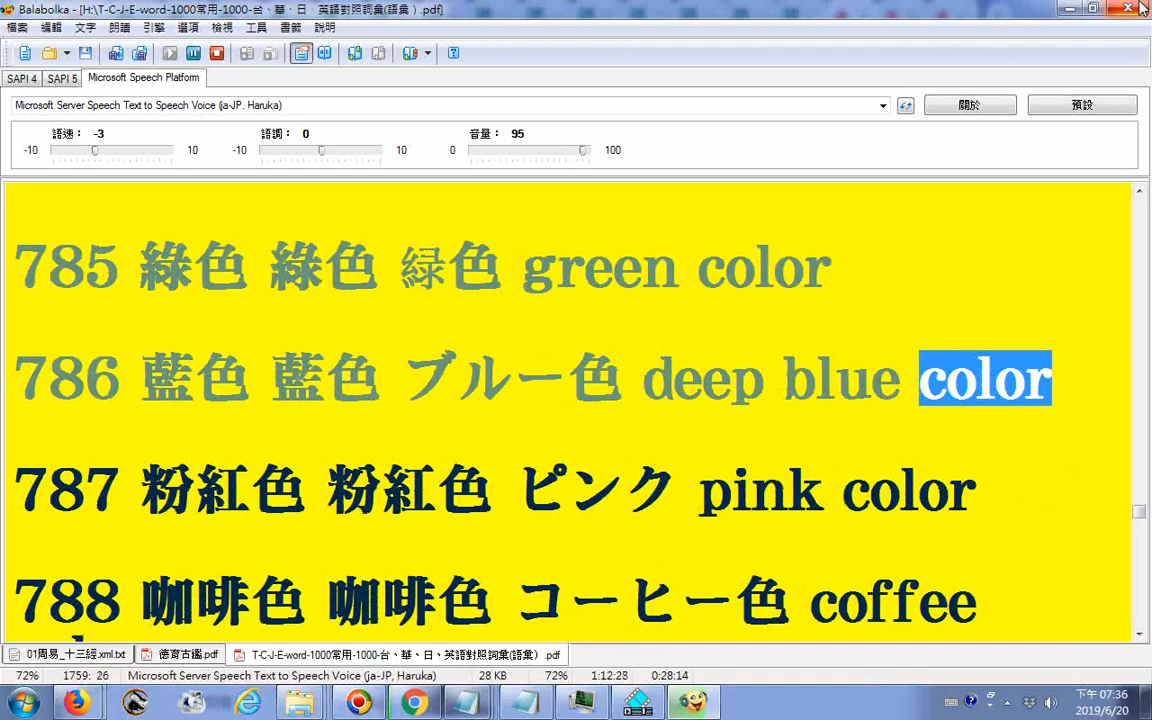 Balabolka - [H:\T-C-J-E-word-1000常用-1000-台、華、日、英語對照詞彙(語彙）.pdf]
檔案 編輯 文字 朗讀 引擎 選項 檢視 工具 書籤 說明
SAPI 4 SAPI 5 Microsoft Speech Platform
Microsoft Server Speech Text to Speech Voice (ja-JP, Haruka) 關於 預設
語速： -3 語調： 0 音量： 95
-10 10 -10 10 0 100
785 綠色 綠色 緑色 green color
786 藍色 藍色 ブルー色 deep blue color
787 粉紅色 粉紅色 ピンク pink color
788 咖啡色 咖啡色 コーヒー色 coffee
01周易_十三經.xml.txt 德育古鑑.pdf T-C-J-E-word-1000常用-1000-台、華、日、英語對照詞彙(語彙）.pdf
72% 1759: 26 Microsoft Server Speech Text to Speech Voice (ja-JP, Haruka) 28 KB 72% 1:12:28 0:28:14
下午 07:36
2019/6/20